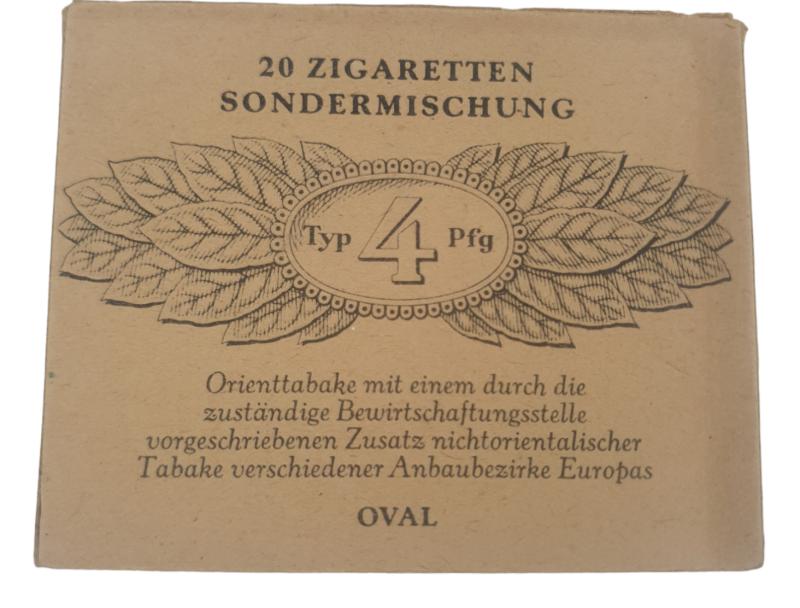 20 ZIGARETTEN
SONDERMISCHUNG
Typ 4 Pfg
Orienttabake mit einem durch die
zuständige Bewirtschaftungsstelle
vorgeschriebenen Zusatz nichtorientalischer
Tabake verschiedener Anbaubezirke Europas
OVAL